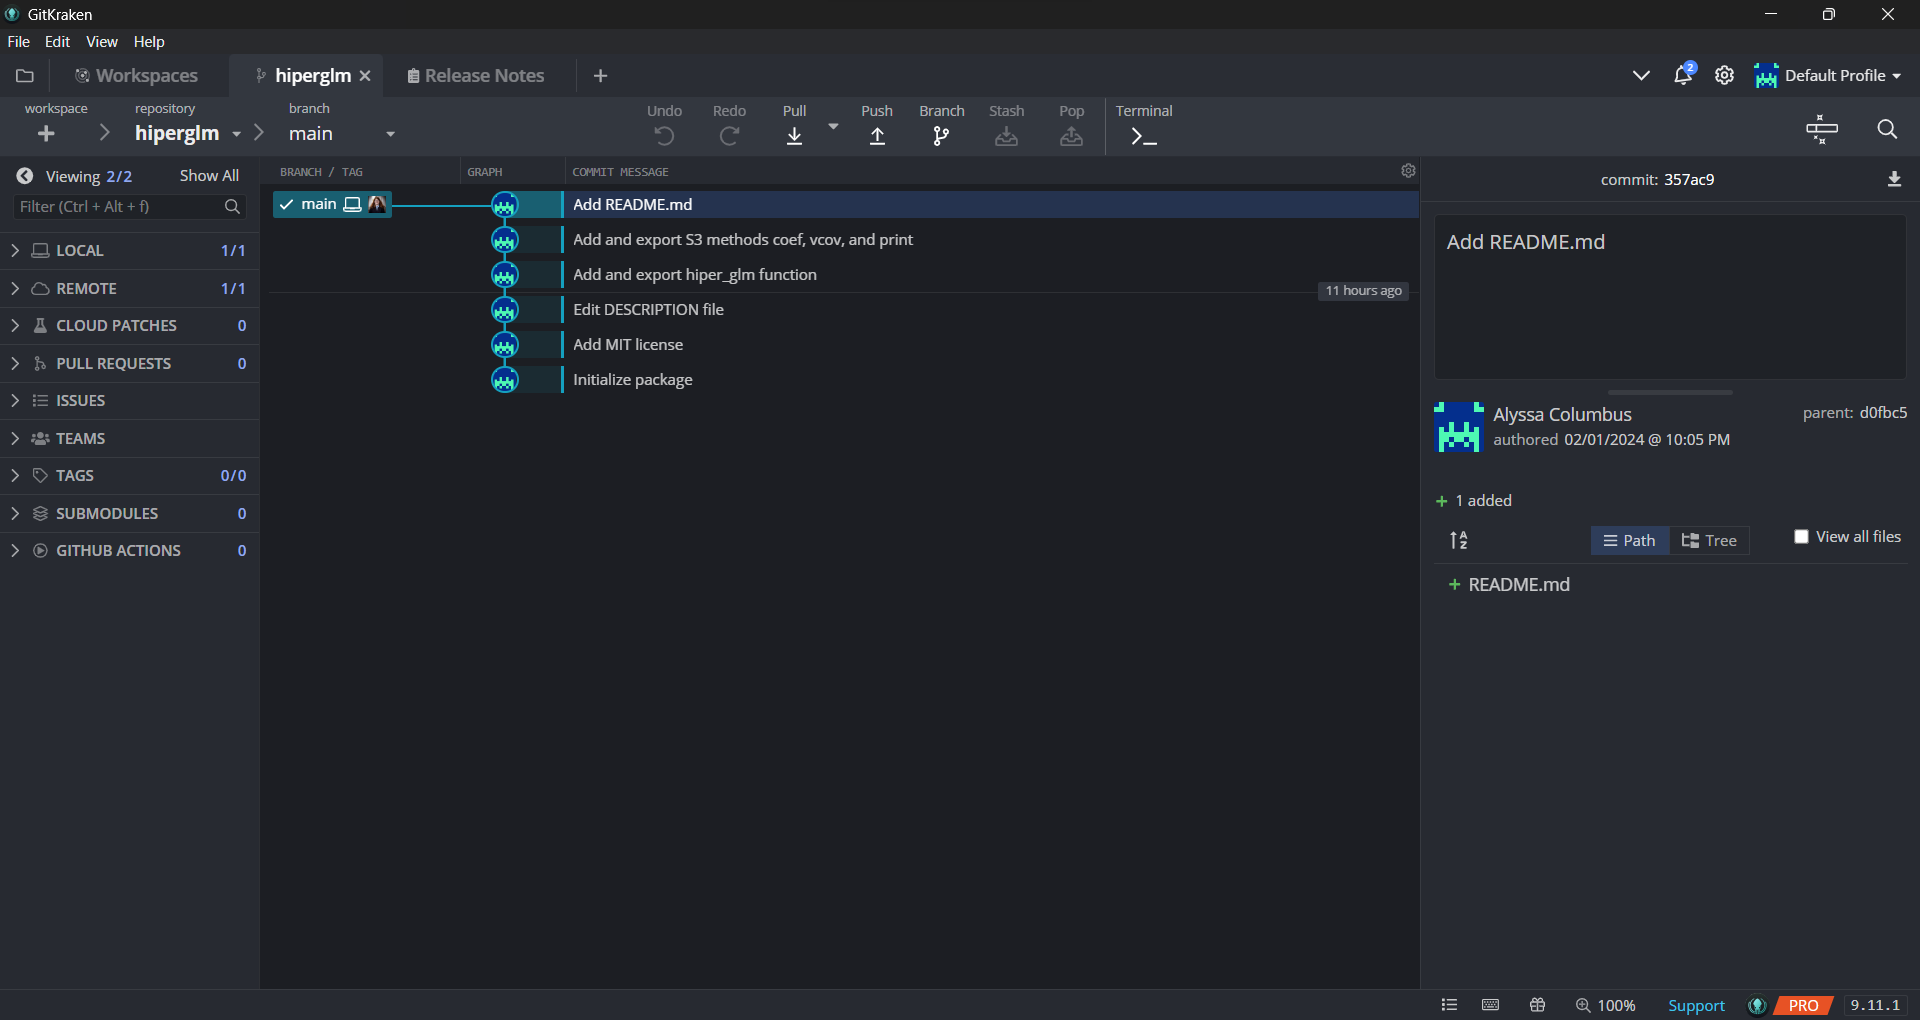 GitKraken
File Edit View Help
Workspaces hiperglm Release Notes 2 Default Profile
workspace repository branch Undo Redo Pull Push Branch Stash Pop Terminal
hiperglm main
Viewing 2/2 Show All
Filter (Ctrl + Alt + f)
LOCAL 1/1
REMOTE 1/1
CLOUD PATCHES 0
PULL REQUESTS 0
ISSUES
TEAMS
TAGS 0/0
SUBMODULES 0
GITHUB ACTIONS 0
BRANCH / TAG GRAPH COMMIT MESSAGE
main Add README.md
Add and export S3 methods coef, vcov, and print
Add and export hiper_glm function
11 hours ago
Edit DESCRIPTION file
Add MIT license
Initialize package
commit: 357ac9
Add README.md
Alyssa Columbus parent: d0fbc5
authored 02/01/2024 @ 10:05 PM
+ 1 added
A Z Path Tree View all files
+ README.md
100% Support PRO 9.11.1